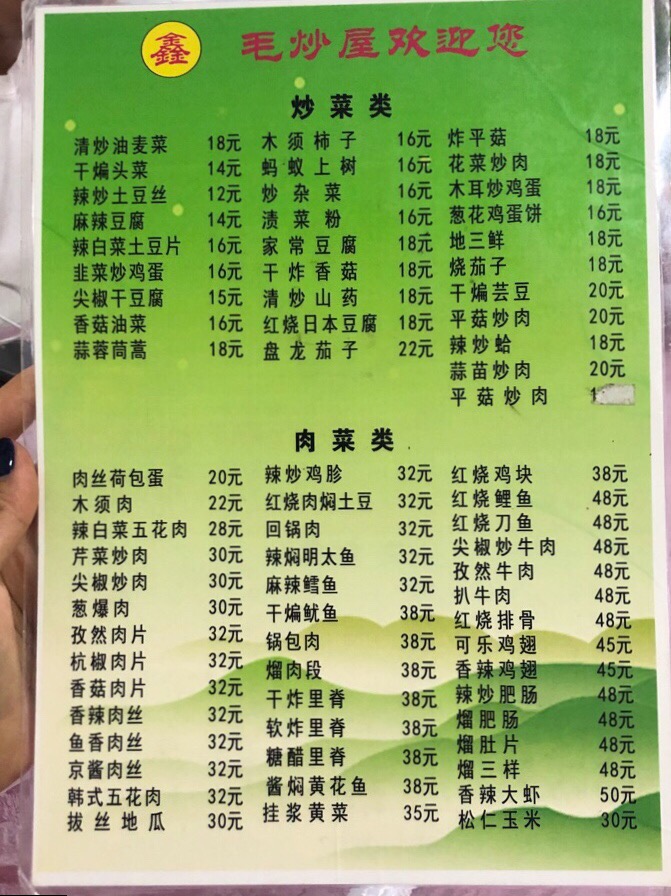 鑫
毛炒屋欢迎您
炒菜类
清炒油麦菜 18元
干煸头菜 14元
辣炒土豆丝 12元
麻辣豆腐 14元
辣白菜土豆片 16元
韭菜炒鸡蛋 16元
尖椒干豆腐 15元
香菇油菜 16元
蒜蓉茼蒿 18元
木须柿子 16元
蚂蚁上树 16元
炒杂菜 16元
渍菜粉 16元
家常豆腐 18元
干炸香菇 18元
清炒山药 18元
红烧日本豆腐 18元
盘龙茄子 22元
炸平菇 18元
花菜炒肉 18元
木耳炒鸡蛋 18元
葱花鸡蛋饼 16元
地三鲜 18元
烧茄子 18元
干煸芸豆 20元
平菇炒肉 20元
辣炒蛤 18元
蒜苗炒肉 20元
平菇炒肉
肉菜类
肉丝荷包蛋 20元
木须肉 22元
辣白菜五花肉 28元
芹菜炒肉 30元
尖椒炒肉 30元
葱爆肉 30元
孜然肉片 32元
杭椒肉片 32元
香菇肉片 32元
香辣肉丝 32元
鱼香肉丝 32元
京酱肉丝 32元
韩式五花肉 32元
拔丝地瓜 30元
辣炒鸡胗 32元
红烧肉焖土豆 32元
回锅肉 32元
辣焖明太鱼 32元
麻辣鳕鱼 32元
干煸鱿鱼 38元
锅包肉 38元
熘肉段 38元
干炸里脊 38元
软炸里脊 38元
糖醋里脊 38元
酱焖黄花鱼 38元
挂浆黄菜 35元
红烧鸡块 38元
红烧鲤鱼 48元
红烧刀鱼 48元
尖椒炒牛肉 48元
孜然牛肉 48元
扒牛肉 48元
红烧排骨 48元
可乐鸡翅 45元
香辣鸡翅 45元
辣炒肥肠 48元
熘肥肠 48元
熘肚片 48元
熘三样 48元
香辣大虾 50元
松仁玉米 30元